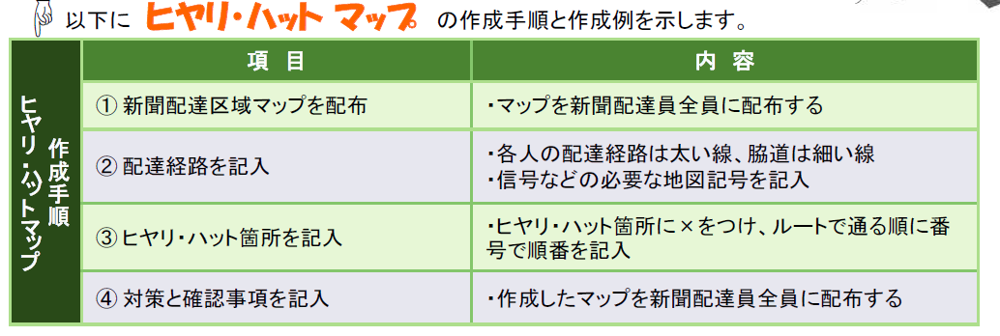 以下に ヒヤリ・ハット マップ の作成手順と作成例を示します。
ヒヤリ・ハットマップ
作成手順
項 目
内 容
① 新聞配達区域マップを配布
・マップを新聞配達員全員に配布する
② 配達経路を記入
・各人の配達経路は太い線、脇道は細い線
・信号などの必要な地図記号を記入
③ ヒヤリ・ハット箇所を記入
・ヒヤリ・ハット箇所に×をつけ、ルートで通る順に番
号で順番を記入
④ 対策と確認事項を記入
・作成したマップを新聞配達員全員に配布する